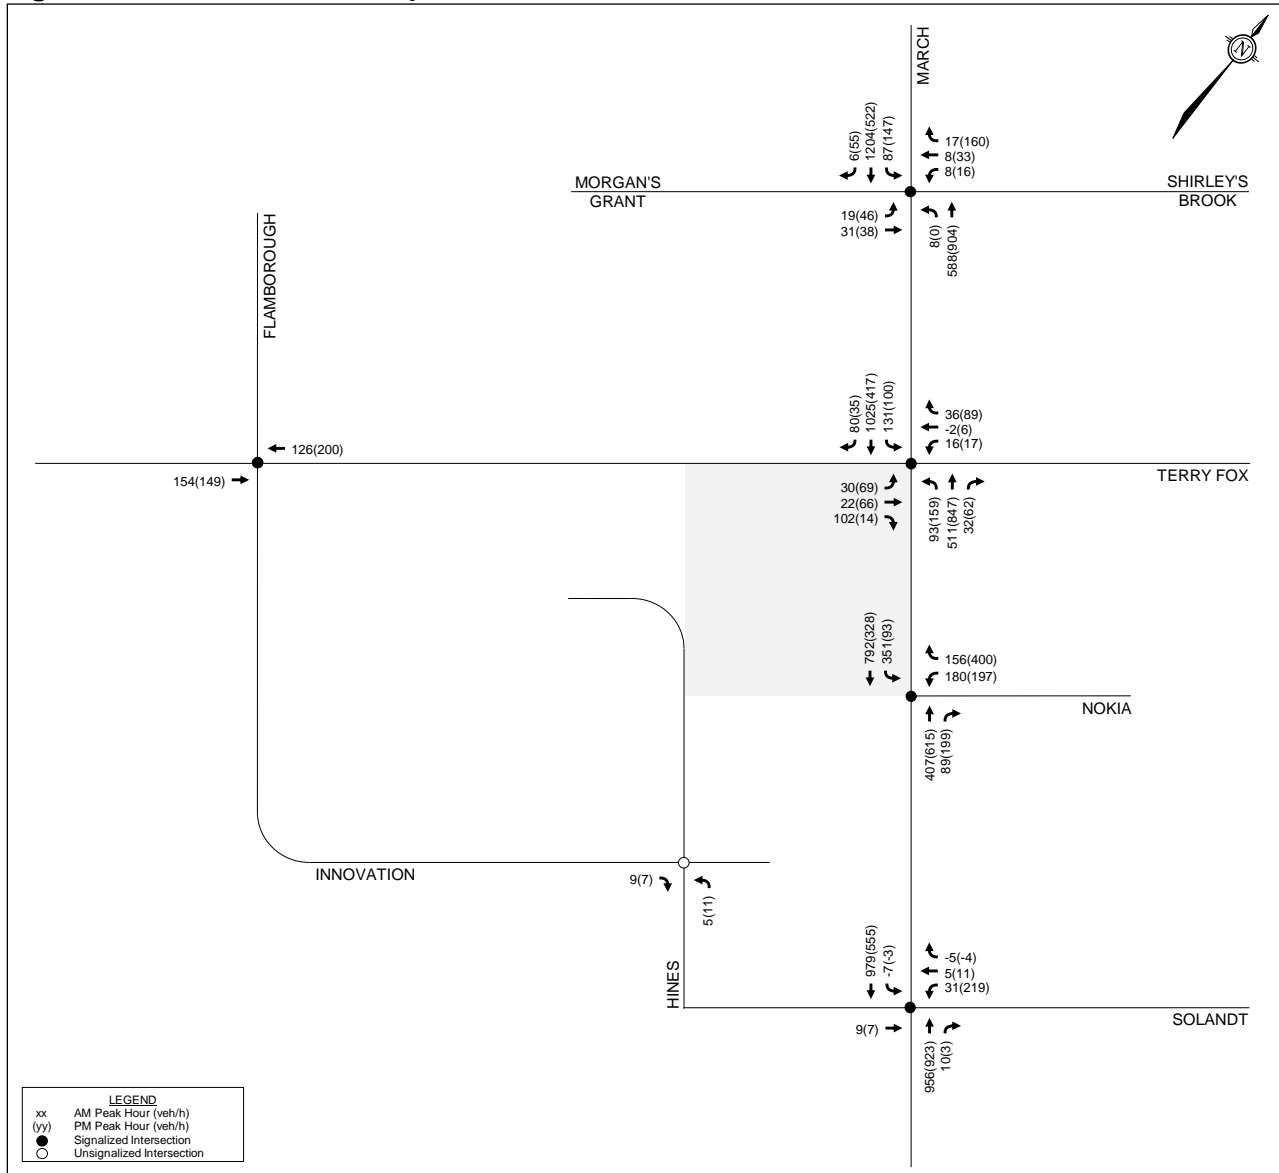 N
MARCH
6(55)
1204(522)
87(147)
17(160)
8(33)
8(16)
MORGAN'S
GRANT
SHIRLEY'S
BROOK
19(46)
31(38)
8(0)
588(904)
FLAMBOROUGH
80(35)
1025(417)
131(100)
36(89)
-2(6)
16(17)
126(200)
154(149)
TERRY FOX
30(69)
22(66)
102(14)
93(159)
511(847)
32(62)
792(328)
351(93)
156(400)
180(197)
NOKIA
407(615)
89(199)
INNOVATION
9(7)
5(11)
HINES
979(555)
-7(-3)
-5(-4)
5(11)
31(219)
SOLANDT
9(7)
956(923)
10(3)
LEGEND
xx AM Peak Hour (veh/h)
(yy) PM Peak Hour (veh/h)
Signalized Intersection
Unsignalized Intersection